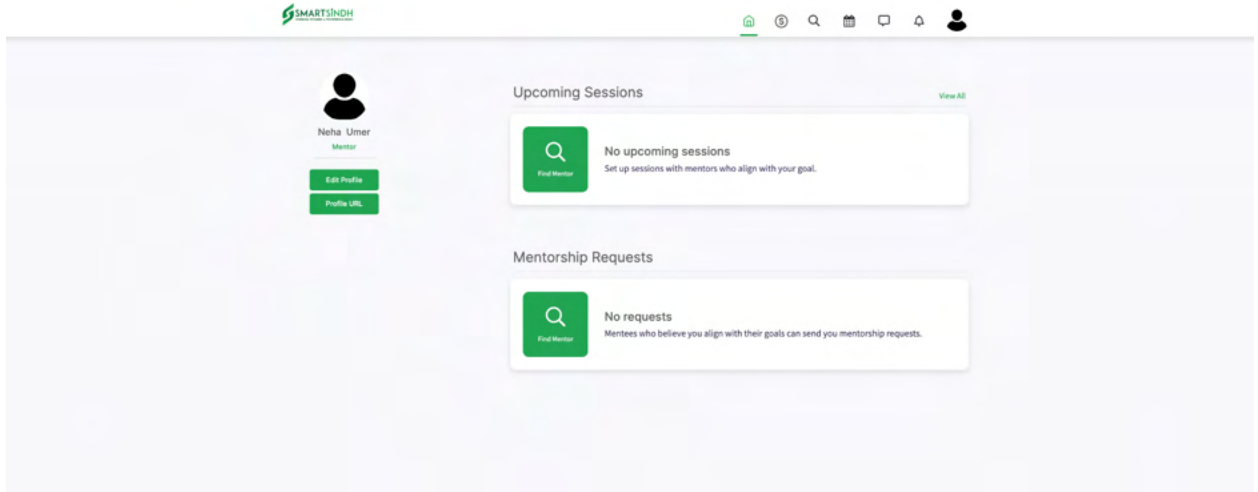 SMARTSINDH
Neha Umer
Mentor
Edit Profile
Profile URL
Upcoming Sessions
View All
Find Mentor
No upcoming sessions
Set up sessions with mentors who align with your goal.
Mentorship Requests
Find Mentor
No requests
Mentees who believe you align with their goals can send you mentorship requests.